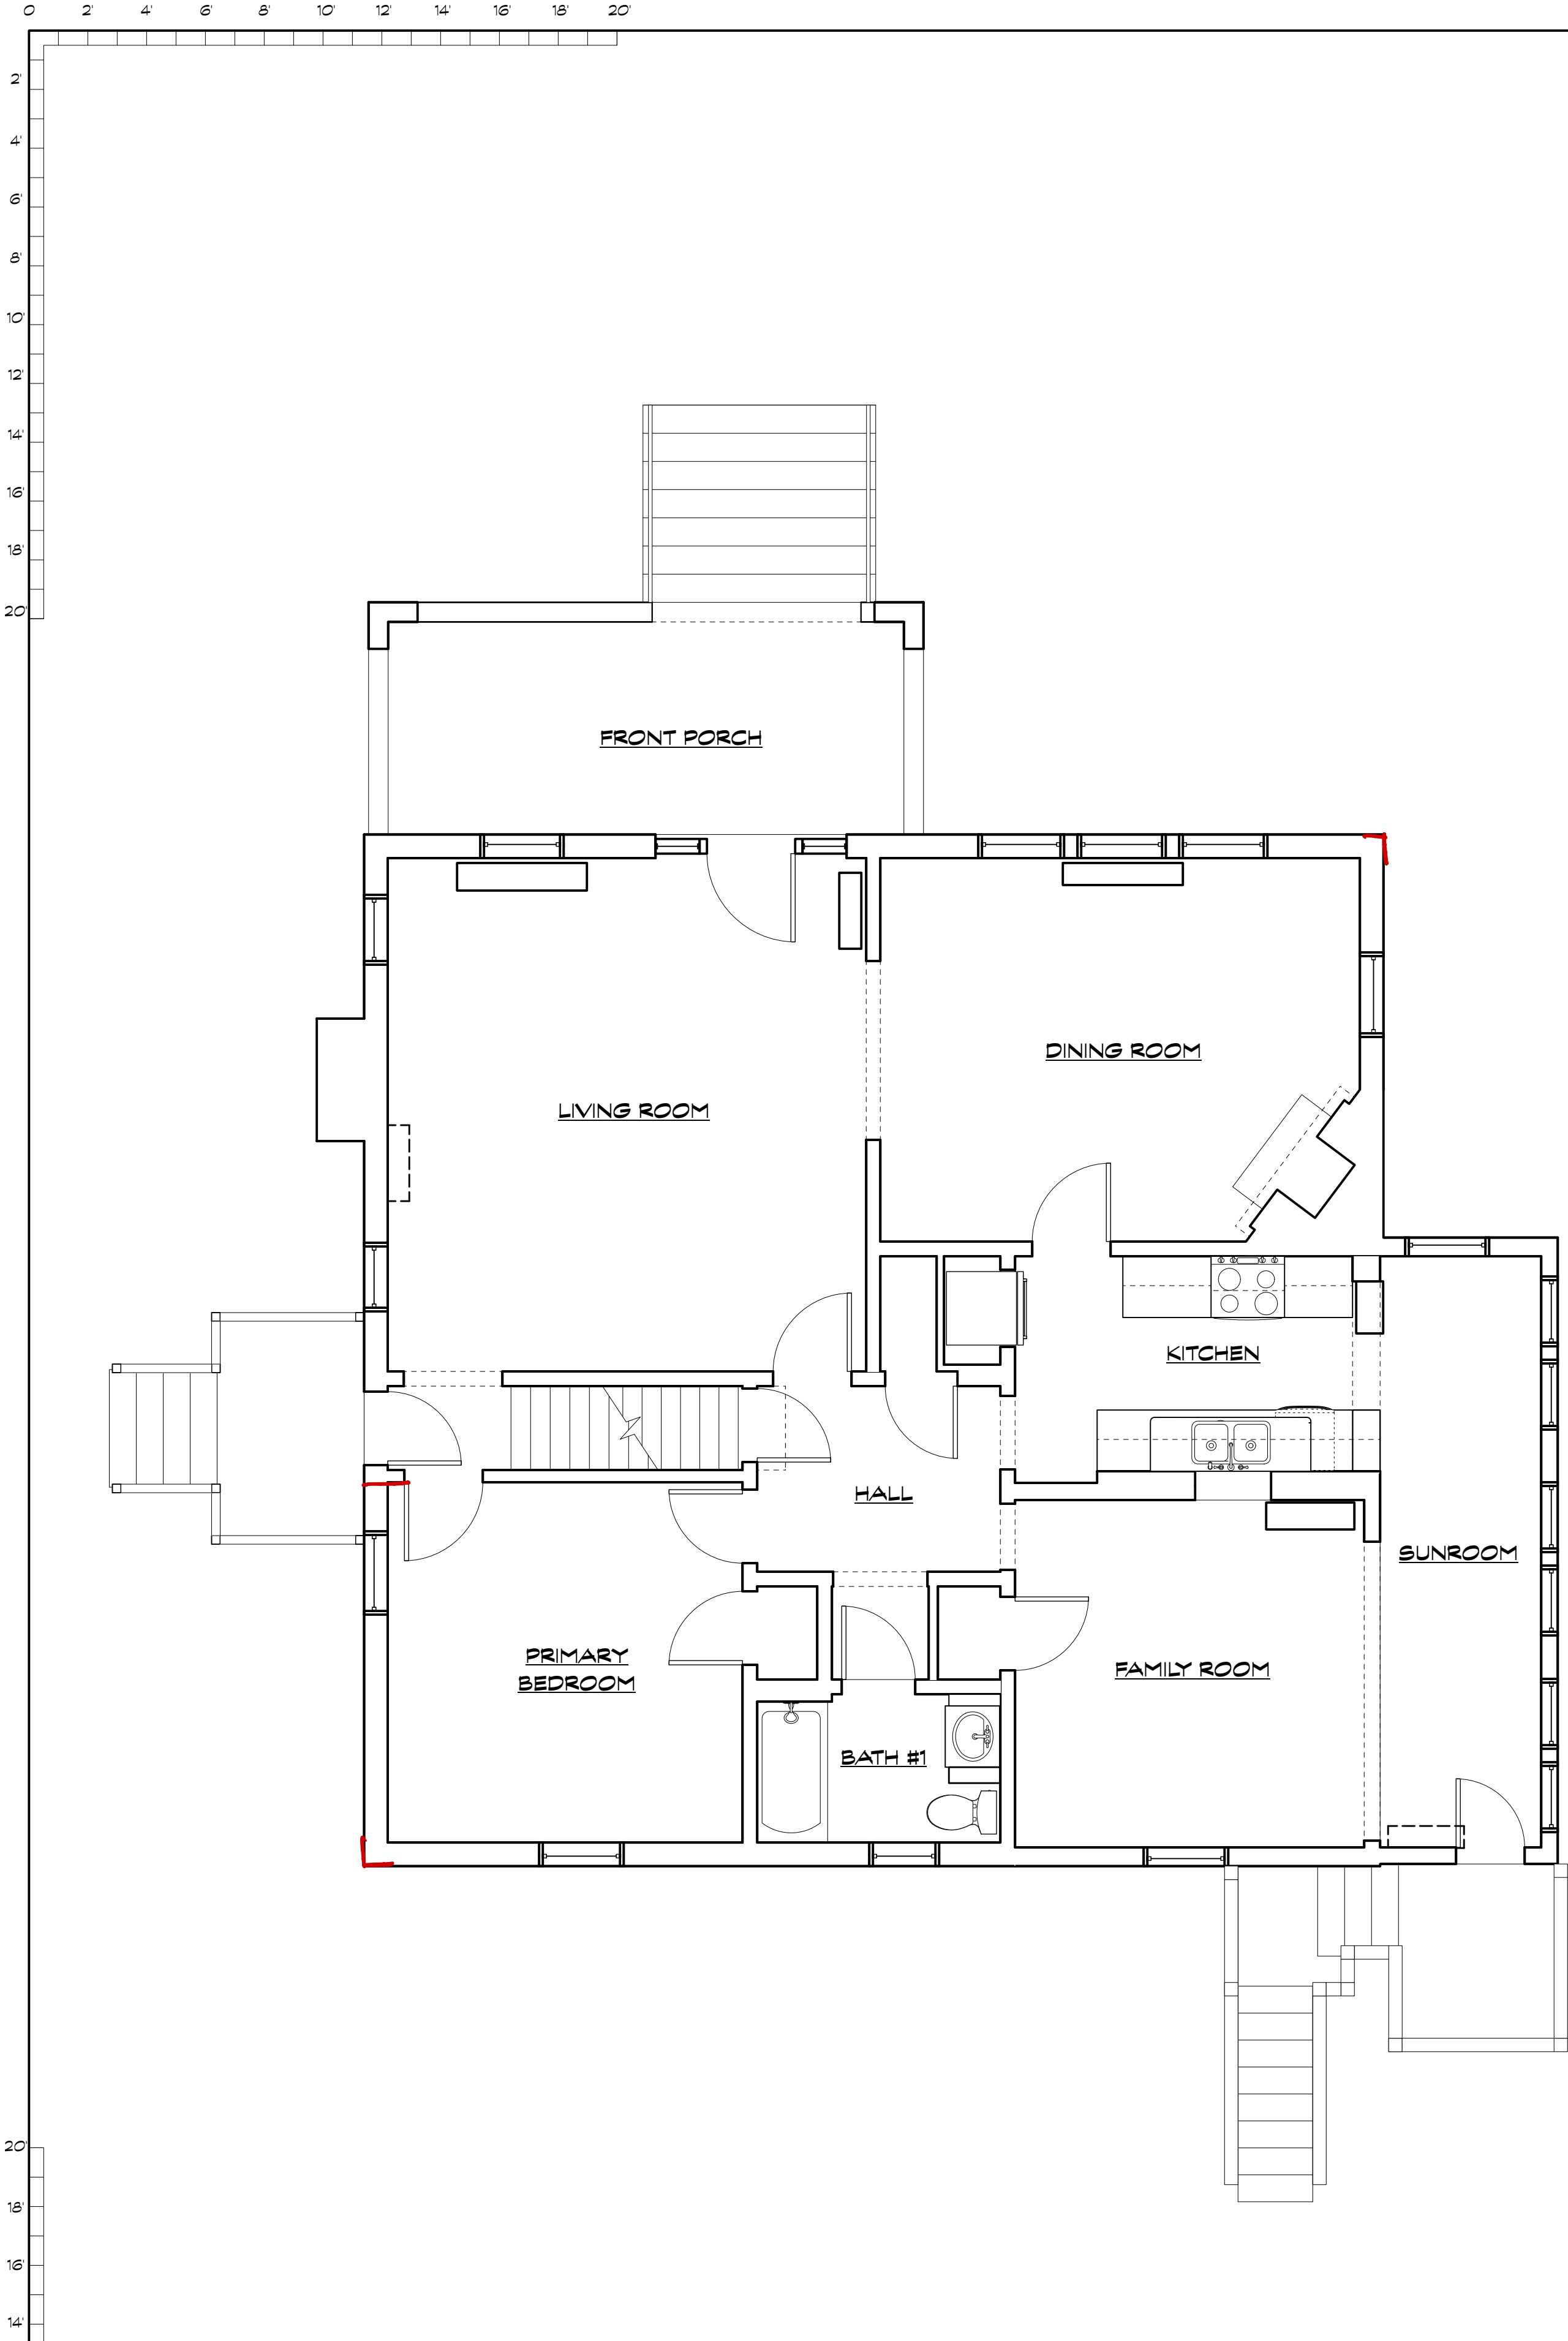 0 2' 4' 6' 8' 10' 12' 14' 16' 18' 20'
2'
4'
6'
8'
10'
12'
14'
16'
18'
20'
FRONT PORCH
DINING ROOM
LIVING ROOM
KITCHEN
HALL
SUNROOM
PRIMARY
BEDROOM
FAMILY ROOM
BATH #1
20'
18'
16'
14'